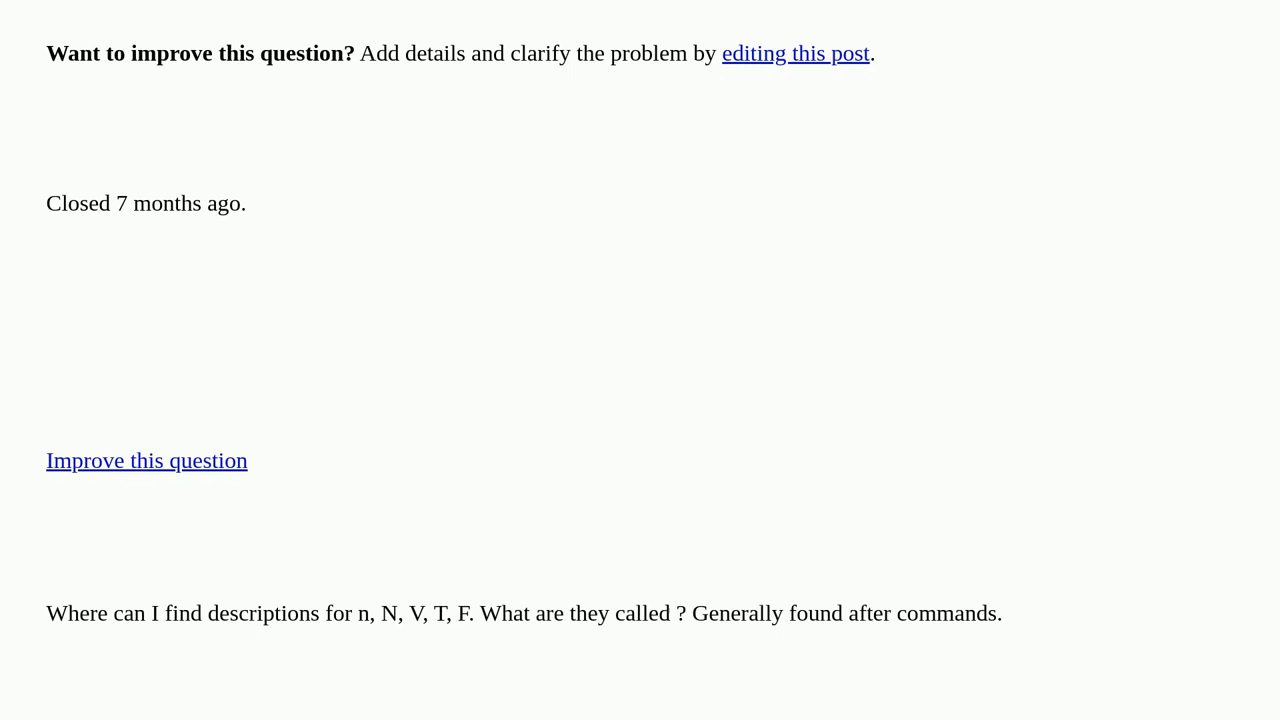 Want to improve this question? Add details and clarify the problem by editing this post.
Closed 7 months ago.
Improve this question
Where can I find descriptions for n, N, V, T, F. What are they called ? Generally found after commands.